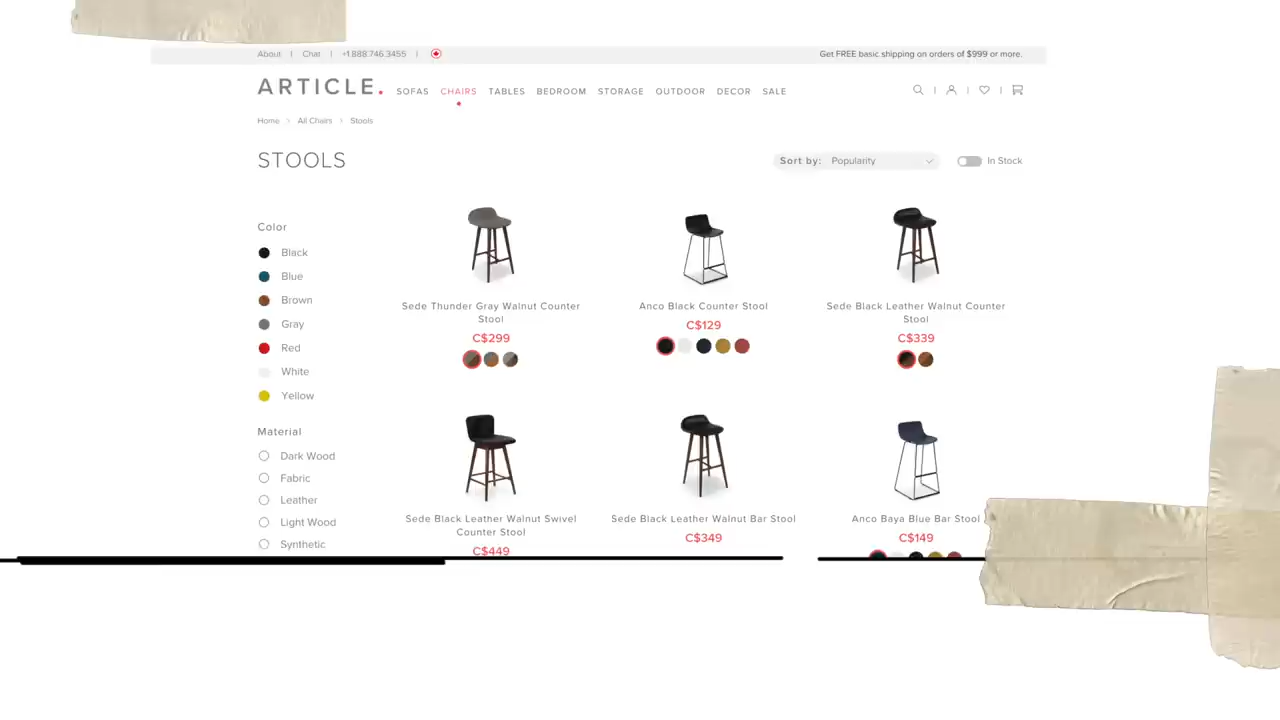 About | Chat | +1.888.746.3455 |
Get FREE basic shipping on orders of $999 or more.
ARTICLE.
SOFAS CHAIRS TABLES BEDROOM STORAGE OUTDOOR DECOR SALE
Home > All Chairs > Stools
STOOLS
Sort by: Popularity
In Stock
Color
Black
Blue
Brown
Gray
Red
White
Yellow
Material
Dark Wood
Fabric
Leather
Light Wood
Synthetic
Sede Thunder Gray Walnut Counter
Stool
C$299
Anco Black Counter Stool
C$129
Sede Black Leather Walnut Counter
Stool
C$339
Sede Black Leather Walnut Swivel
Counter Stool
C$449
Sede Black Leather Walnut Bar Stool
C$349
Anco Baya Blue Bar Stool
C$149